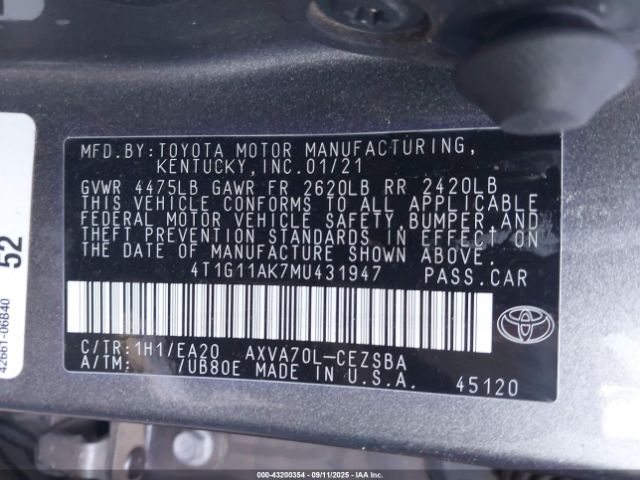 MFD.BY:TOYOTA MOTOR MANUFACTURING,
KENTUCKY,INC.01/21
GVWR 4475LB GAWR FR 2620LB RR 2420LB
THIS VEHICLE CONFORMS TO ALL APPLICABLE
FEDERAL MOTOR VEHICLE SAFETY,BUMPER AND
THEFT PREVENTION STANDARDS IN EFFECT ON
THE DATE OF MANUFACTURE SHOWN ABOVE.
4T1G11AK7MU431947 PASS.CAR
C/TR:1H1/EA20 AXVA70L-CEZSBA
A/TM: /UB80E MADE IN U.S.A. 45120
52
42661-06B40
000-43200354 - 09/11/2025 - IAAI.COM